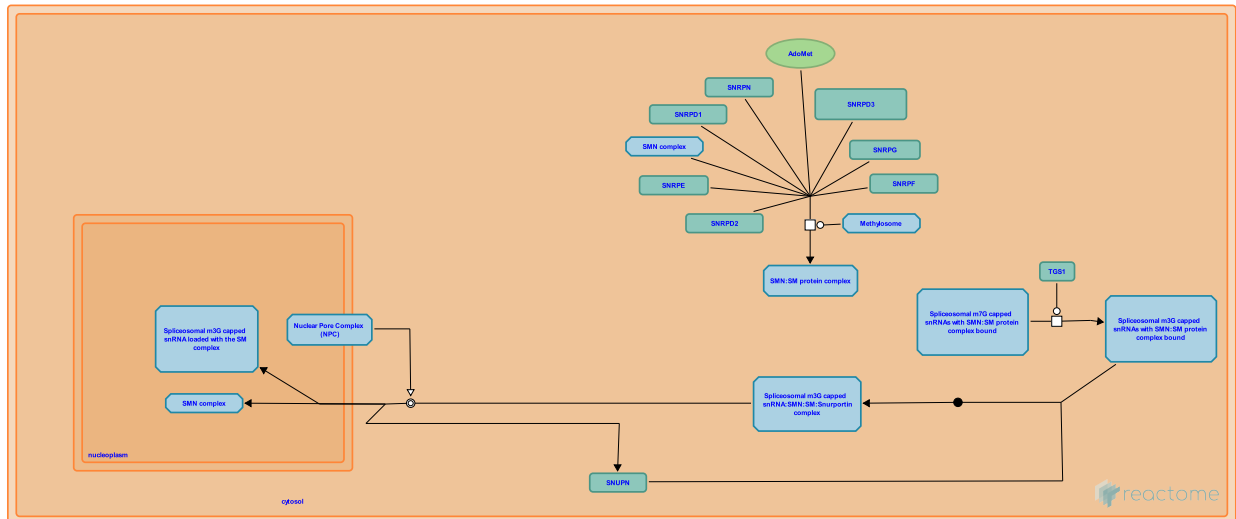 AdoMet
SNRPN
SNRPD3
SNRPD1
SMN complex
SNRPG
SNRPE
SNRPF
SNRPD2
Methylosome
SMN:SM protein complex
TGS1
Spliceosomal m7G capped
snRNAs with SMN:SM protein
complex bound
Spliceosomal m3G capped
snRNAs with SMN:SM protein
complex bound
Nuclear Pore Complex
(NPC)
Spliceosomal m3G capped
snRNA loaded with the SM
complex
SMN complex
Spliceosomal m3G capped
snRNA:SMN:SM:Snurportin
complex
nucleoplasm
SNUPN
cytosol
reactome